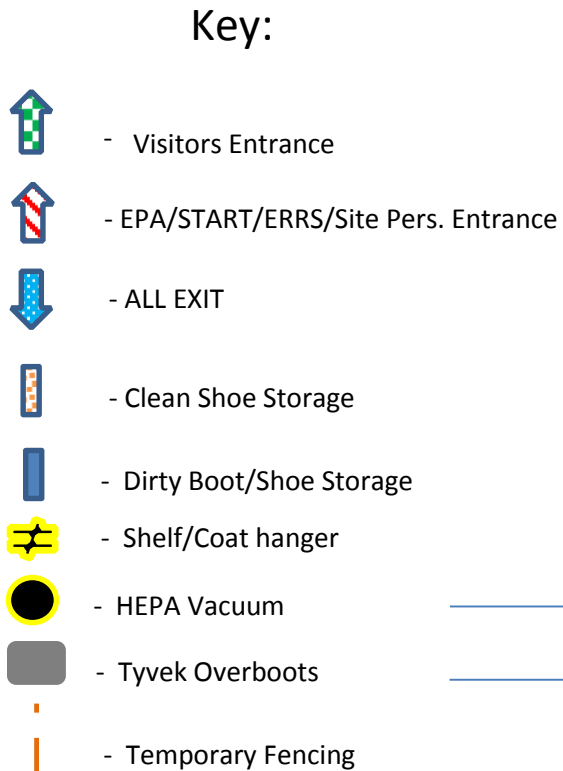 Key:
- Visitors Entrance
- EPA/START/ERRS/Site Pers. Entrance
- ALL EXIT
- Clean Shoe Storage
- Dirty Boot/Shoe Storage
- Shelf/Coat hanger
- HEPA Vacuum
- Tyvek Overboots
- Temporary Fencing